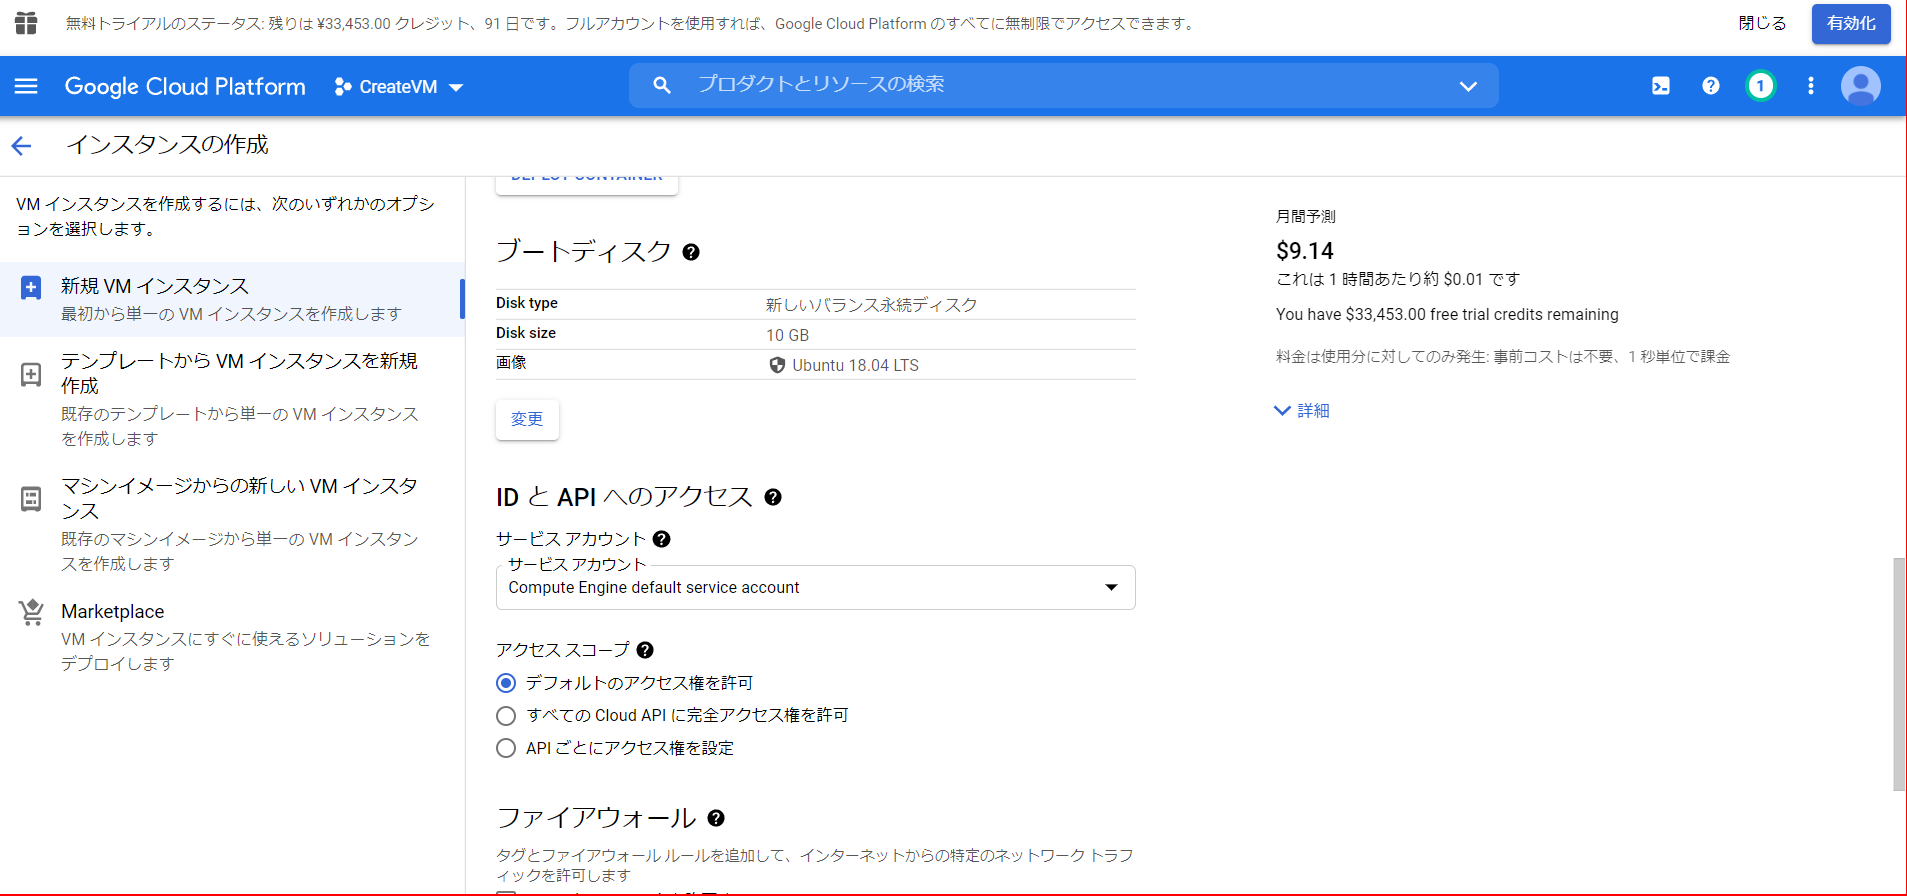 無料トライアルのステータス: 残りは ¥33,453.00 クレジット、91 日です。フルアカウントを使用すれば、Google Cloud Platform のすべてに無制限でアクセスできます。
閉じる
有効化
Google Cloud Platform
CreateVM
プロダクトとリソースの検索
1
インスタンスの作成
VM インスタンスを作成するには、次のいずれかのオプシ
ョンを選択します。
新規 VM インスタンス
最初から単一の VM インスタンスを作成します
テンプレートから VM インスタンスを新規
作成
既存のテンプレートから単一の VM インスタンス
を作成します
マシンイメージからの新しい VM インスタ
ンス
既存のマシンイメージから単一の VM インスタン
スを作成します
Marketplace
VM インスタンスにすぐに使えるソリューションを
デプロイします
DEPLOY CONTAINER
ブートディスク
Disk type 新しいバランス永続ディスク
Disk size 10 GB
画像 Ubuntu 18.04 LTS
変更
ID と API へのアクセス
サービス アカウント
サービス アカウント
Compute Engine default service account
アクセス スコープ
デフォルトのアクセス権を許可
すべての Cloud API に完全アクセス権を許可
API ごとにアクセス権を設定
ファイアウォール
タグとファイアウォール ルールを追加して、インターネットからの特定のネットワーク トラフ
ィックを許可します
月間予測
$9.14
これは 1 時間あたり約 $0.01 です
You have $33,453.00 free trial credits remaining
料金は使用分に対してのみ発生: 事前コストは不要、1 秒単位で課金
詳細